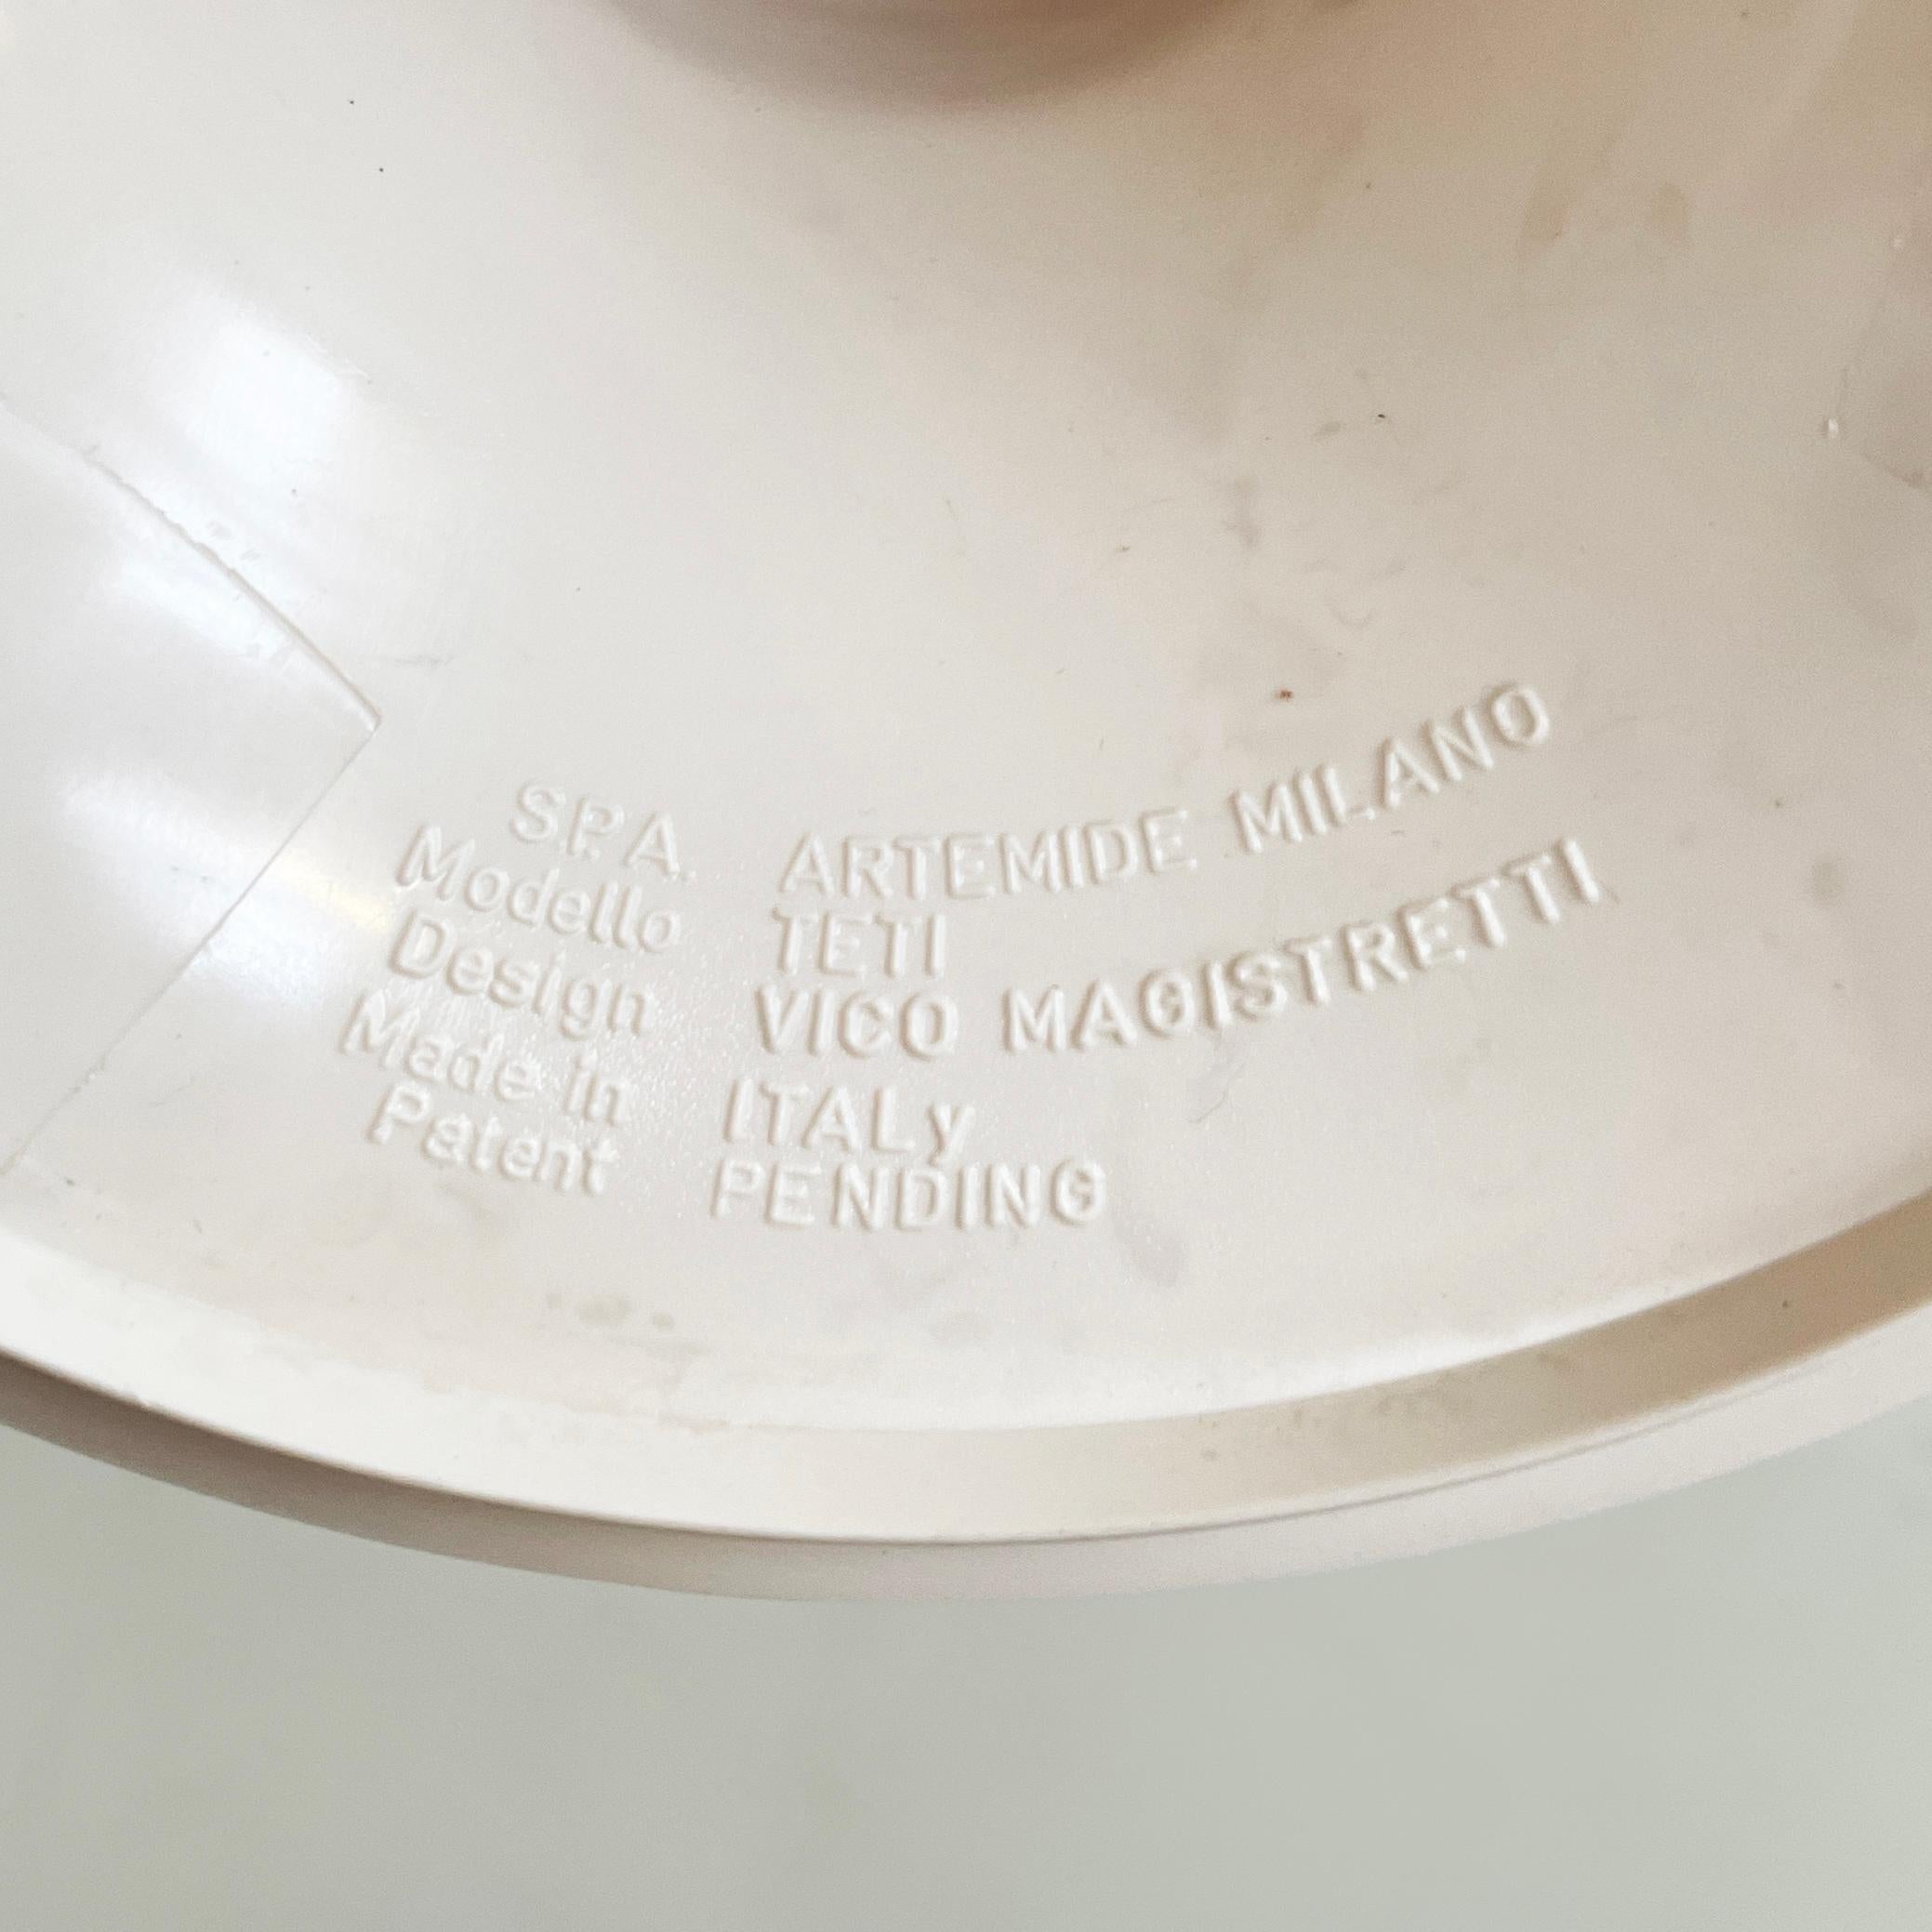 S.P.A. ARTEMIDE MILANO
Modello TETI
Design VICO MAGISTRETTI
Made in ITALy
Patent PENDING